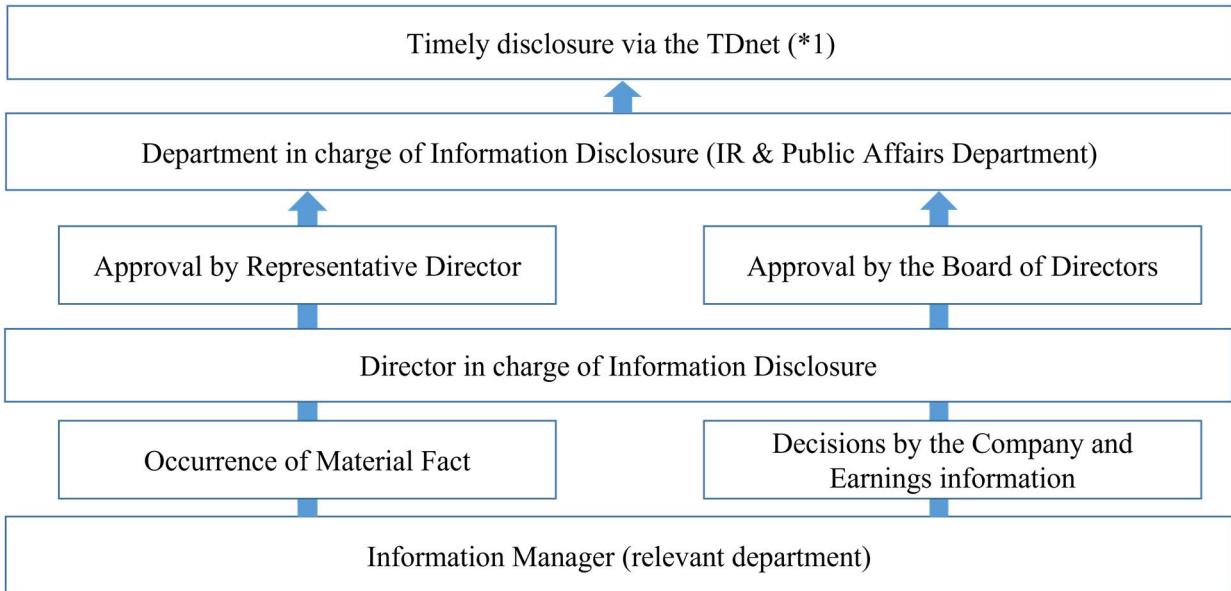 Timely disclosure via the TDnet (*1)
Department in charge of Information Disclosure (IR & Public Affairs Department)
Approval by Representative Director
Approval by the Board of Directors
Director in charge of Information Disclosure
Occurrence of Material Fact
Decisions by the Company and
Earnings information
Information Manager (relevant department)